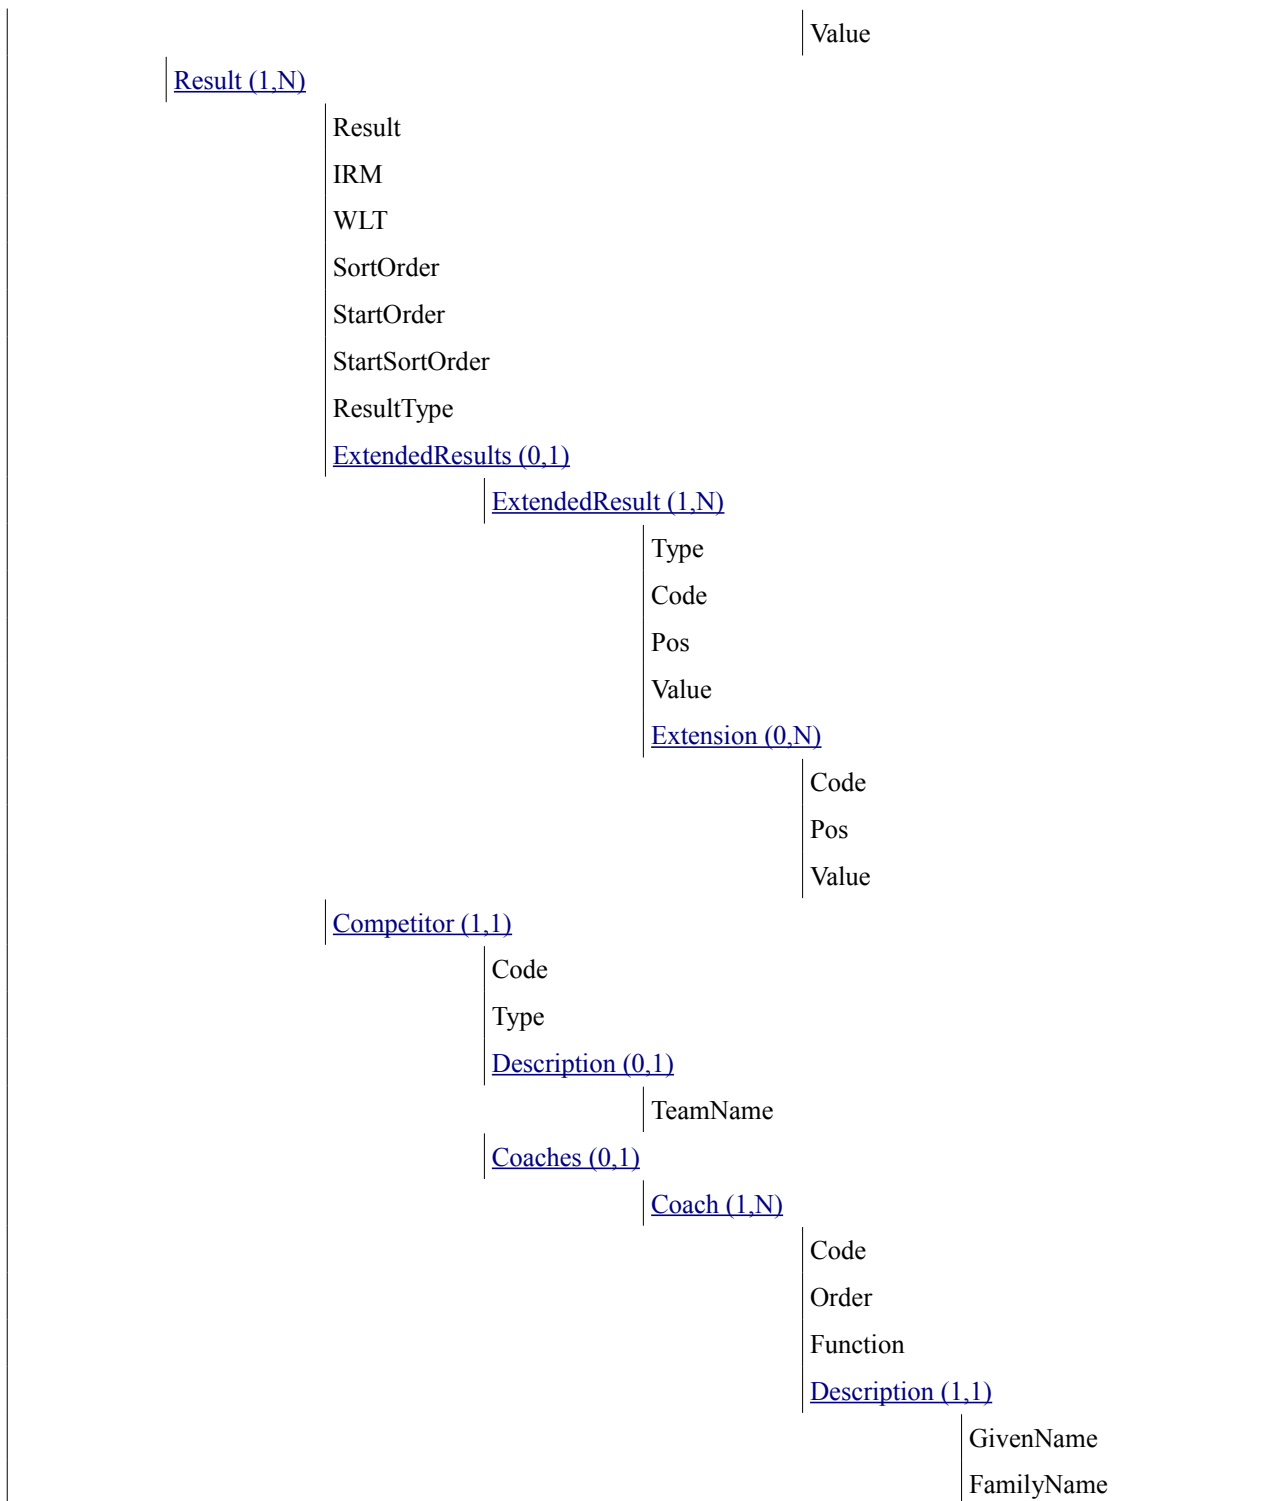 Value
Result (1,N)
Result
IRM
WLT
SortOrder
StartOrder
StartSortOrder
ResultType
ExtendedResults (0,1)
ExtendedResult (1,N)
Type
Code
Pos
Value
Extension (0,N)
Code
Pos
Value
Competitor (1,1)
Code
Type
Description (0,1)
TeamName
Coaches (0,1)
Coach (1,N)
Code
Order
Function
Description (1,1)
GivenName
FamilyName